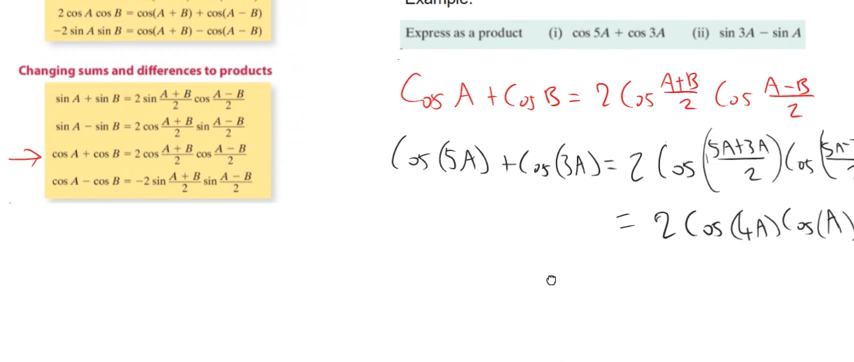 2 cos A cos B = cos(A + B) + cos(A − B)
−2 sin A sin B = cos(A + B) − cos(A − B)
Changing sums and differences to products
sin A + sin B = 2 sin (A + B)/2 cos (A − B)/2
sin A − sin B = 2 cos (A + B)/2 sin (A − B)/2
cos A + cos B = 2 cos (A + B)/2 cos (A − B)/2
cos A − cos B = −2 sin (A + B)/2 sin (A − B)/2
Example:
Express as a product (i) cos 5A + cos 3A (ii) sin 3A − sin A
Cos A + Cos B = 2 Cos (A+B)/2 Cos (A−B)/2
Cos(5A) + Cos(3A) = 2 Cos((5A+3A)/2) Cos(
= 2 Cos(4A) Cos(A)